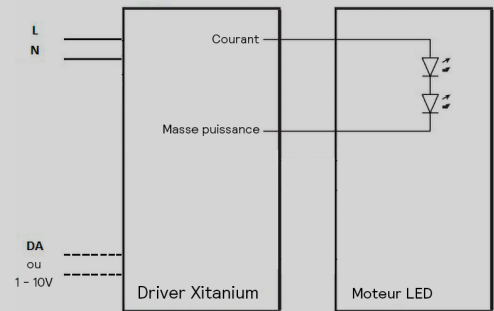 L
N
Courant
Masse puissance
DA
ou
1 - 10V
Driver Xitanium
Moteur LED